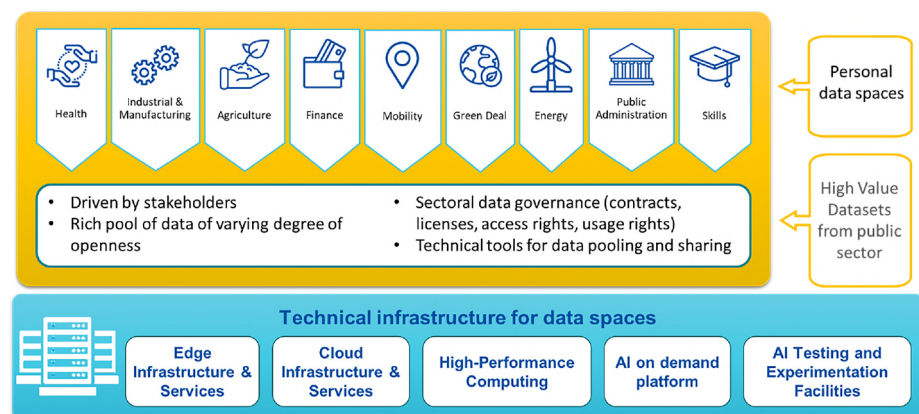 Health
Industrial &
Manufacturing
Agriculture
Finance
Mobility
Green Deal
Energy
Public
Administration
Skills
Personal
data spaces
• Driven by stakeholders
• Rich pool of data of varying degree of
openness
• Sectoral data governance (contracts,
licenses, access rights, usage rights)
• Technical tools for data pooling and sharing
High Value
Datasets
from public
sector
Technical infrastructure for data spaces
Edge
Infrastructure &
Services
Cloud
Infrastructure &
Services
High-Performance
Computing
AI on demand
platform
AI Testing and
Experimentation
Facilities